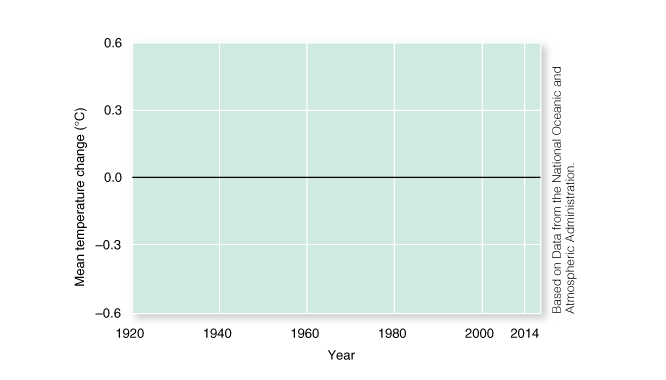 0.6
0.3
0.0
–0.3
–0.6
Mean temperature change (°C)
1920
1940
1960
1980
2000
2014
Year
Based on Data from the National Oceanic and
Atmospheric Administration.